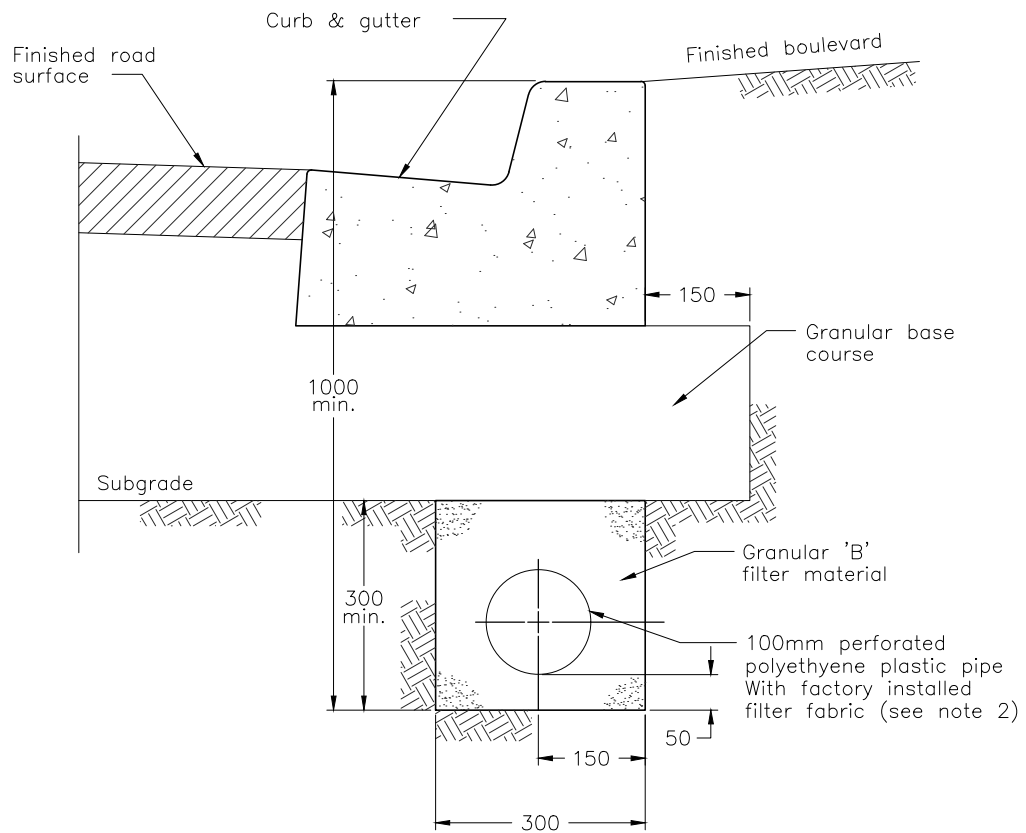 Curb & gutter
Finished road
surface
Finished boulevard
150
Granular base
course
1000
min.
Subgrade
Granular 'B'
filter material
300
min.
100mm perforated
polyethyene plastic pipe
With factory installed
filter fabric (see note 2)
50
150
300